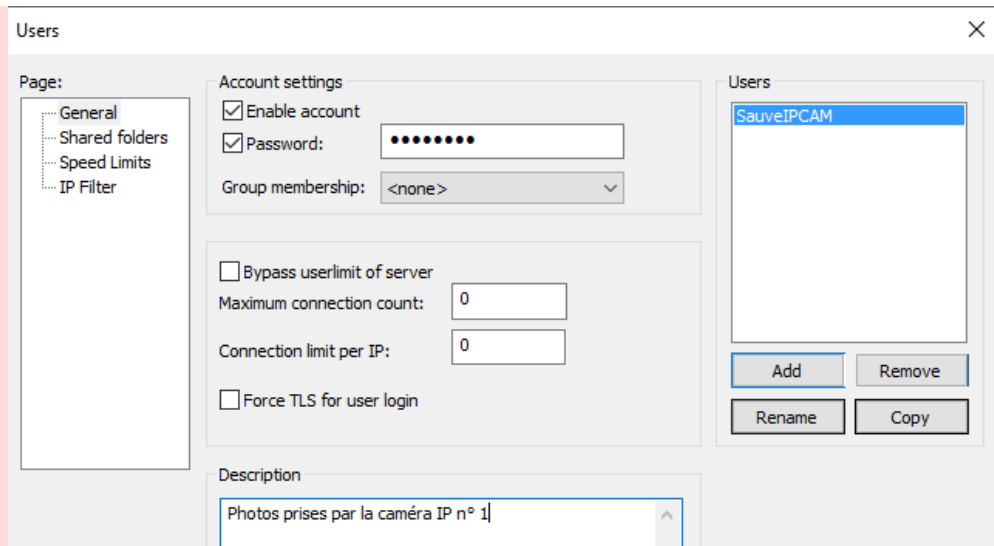 Users
Page:
General
Shared folders
Speed Limits
IP Filter
Account settings
Enable account
Password: ••••••••
Group membership: <none>
Bypass userlimit of server
Maximum connection count: 0
Connection limit per IP: 0
Force TLS for user login
Description
Photos prises par la caméra IP n° 1
Users
SauveIPCAM
Add Remove
Rename Copy